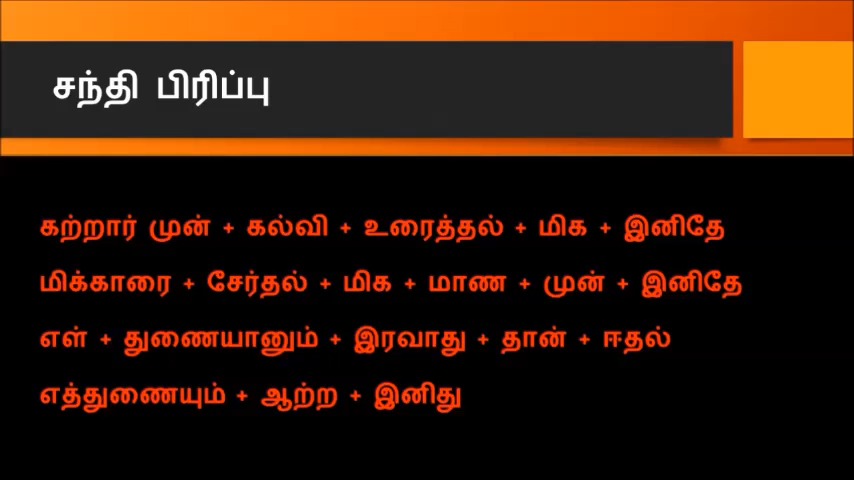 சந்தி பிரிப்பு
கற்றார் முன் + கல்வி + உரைத்தல் + மிக + இனிதே
மிக்காரை + சேர்தல் + மிக + மாண + முன் + இனிதே
எள் + துணையானும் + இரவாது + தான் + ஈதல்
எத்துணையும் + ஆற்ற + இனிது